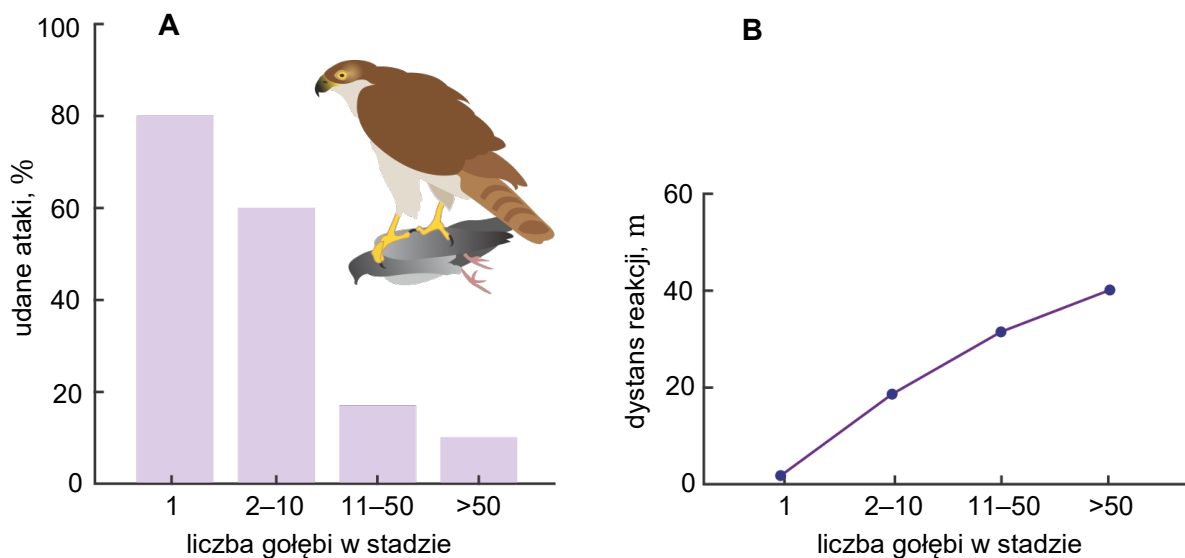 A
udane ataki, %
100
80
60
40
20
0
1 2–10 11–50 >50
liczba gołębi w stadzie
B
dystans reakcji, m
60
40
20
0
1 2–10 11–50 >50
liczba gołębi w stadzie